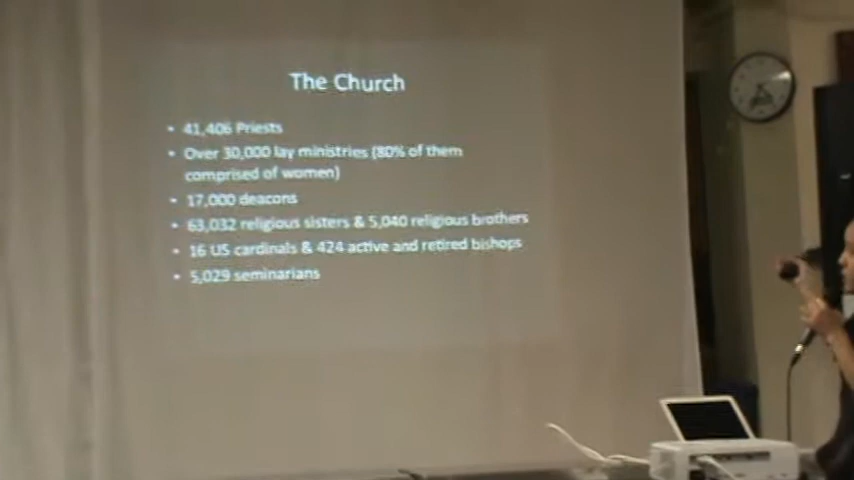 The Church
• 41,406 Priests
• Over 30,000 lay ministries (80% of them
comprised of women)
• 17,000 deacons
• 63,032 religious sisters & 5,040 religious brothers
• 16 US cardinals & 424 active and retired bishops
• 5,029 seminarians